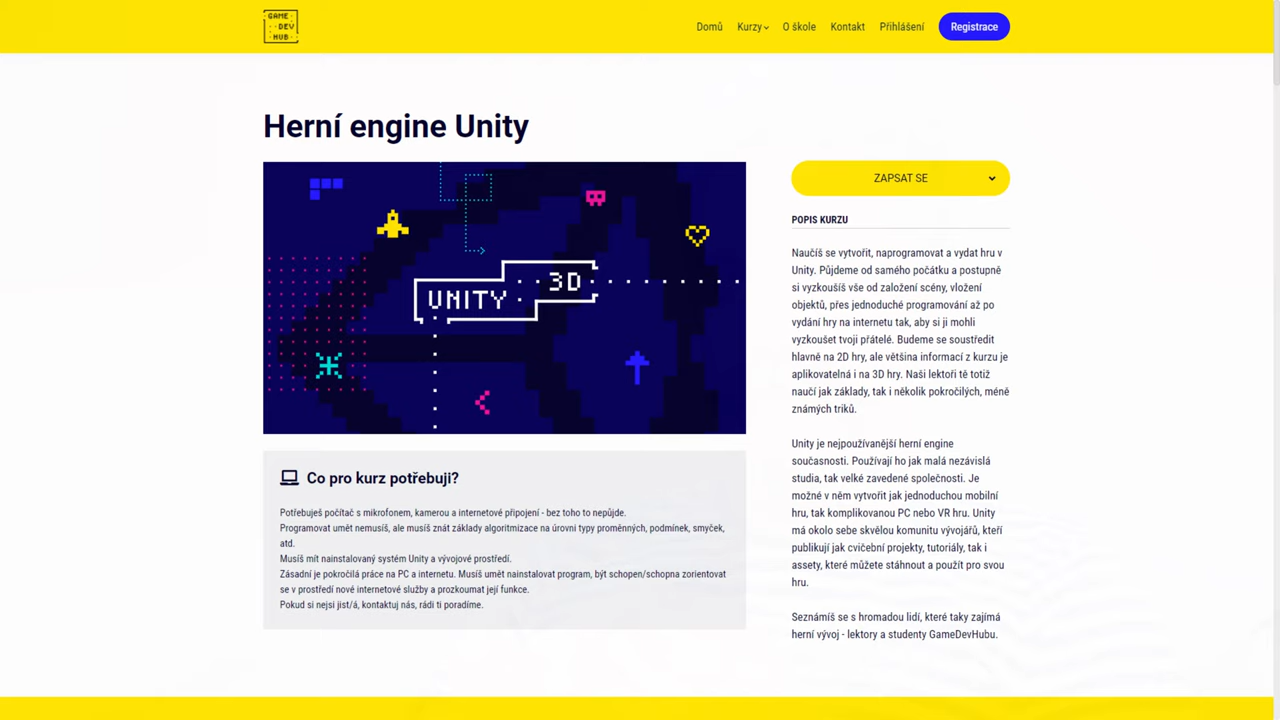 GAME
DEV
HUB
Domů
Kurzy
O škole
Kontakt
Přihlášení
Registrace
Herní engine Unity
UNITY
3D
ZAPSAT SE
POPIS KURZU
Naučíš se vytvořit, naprogramovat a vydat hru v
Unity. Půjdeme od samého počátku a postupně
si vyzkoušíš vše od založení scény, vložení
objektů, přes jednoduché programování až po
vydání hry na internetu tak, aby si ji mohli
vyzkoušet tvoji přátelé. Budeme se soustředit
hlavně na 2D hry, ale většina informací z kurzu je
aplikovatelná i na 3D hry. Naši lektoři tě totiž
naučí jak základy, tak i několik pokročilých, méně
známých triků.
Unity je nejpoužívanější herní engine
současnosti. Používají ho jak malá nezávislá
studia, tak velké zavedené společnosti. Je
možné v něm vytvořit jak jednoduchou mobilní
hru, tak komplikovanou PC nebo VR hru. Unity
má okolo sebe skvělou komunitu vývojářů, kteří
publikují jak cvičební projekty, tutoriály, tak i
assety, které můžete stáhnout a použít pro svou
hru.
Seznámíš se s hromadou lidí, které taky zajímá
herní vývoj - lektory a studenty GameDevHubu.
Co pro kurz potřebuji?
Potřebuješ počítač s mikrofonem, kamerou a internetové připojení - bez toho to nepůjde.
Programovat umět nemusíš, ale musíš znát základy algoritmizace na úrovni typy proměnných, podmínek, smyček,
atd.
Musíš mít nainstalovaný systém Unity a vývojové prostředí.
Zásadní je pokročilá práce na PC a internetu. Musíš umět nainstalovat program, být schopen/schopna zorientovat
se v prostředí nové internetové služby a prozkoumat její funkce.
Pokud si nejsi jist/á, kontaktuj nás, rádi ti poradíme.